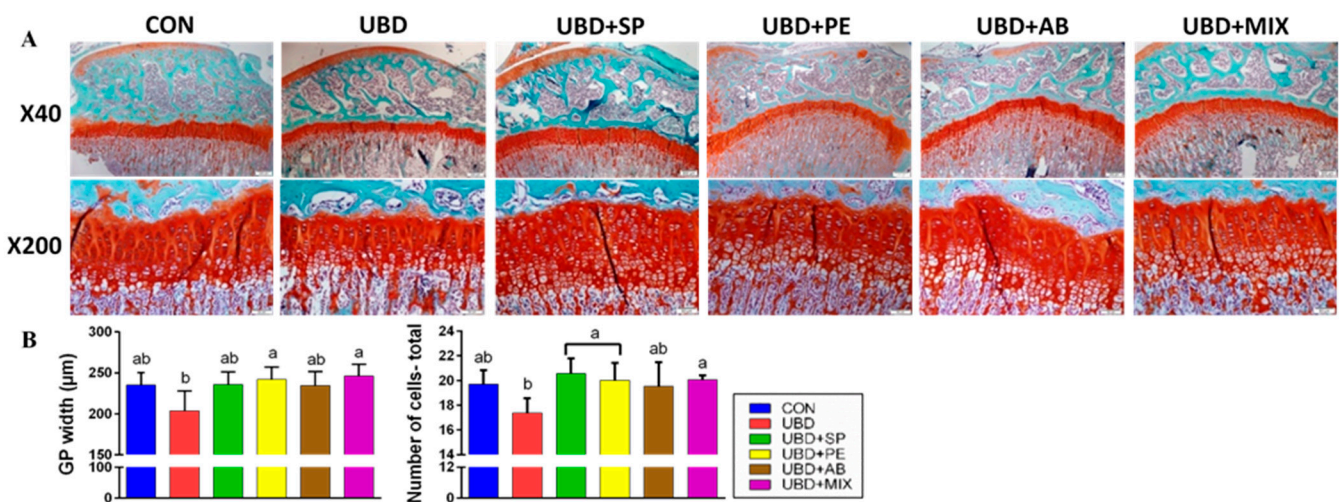 A
CON UBD UBD+SP UBD+PE UBD+AB UBD+MIX
X40
X200
B
GP width (µm)
300
250
200
150
100
0
ab b ab a ab a
Number of cells- total
24
22
20
18
16
14
12
0
ab b a ab a
CON
UBD
UBD+SP
UBD+PE
UBD+AB
UBD+MIX